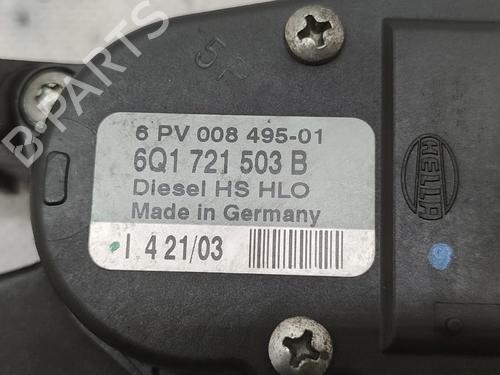 B-PARTS
5F
6 PV 008 495-01
6Q1 721 503 B
Diesel HS HLO
Made in Germany
I 4 21/03
HELLA